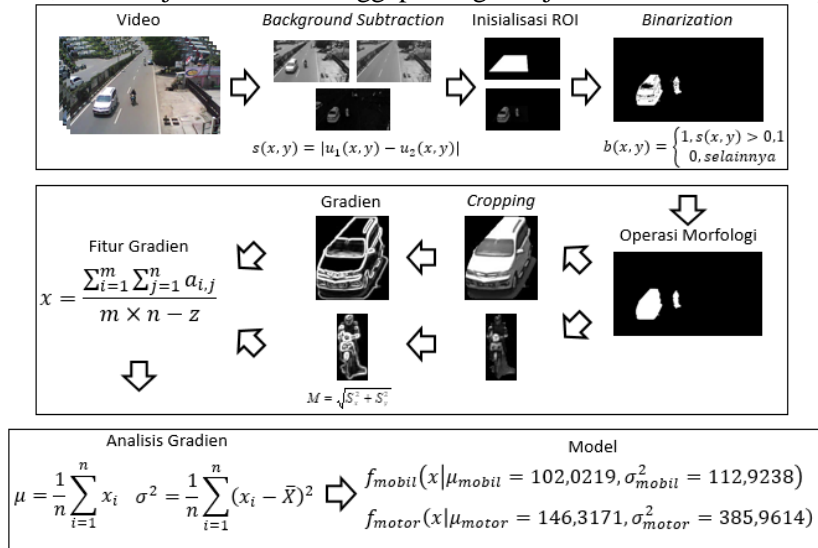 Video
Background Subtraction
Inisialisasi ROI
Binarization
s(x, y) = |u₁(x, y) − u₂(x, y)|
b(x, y) = {1, s(x, y) > 0,1
0, selainnya
Operasi Morfologi
Cropping
Gradien
M = √
Fitur Gradien
x = ∑ᵢ₌₁ᵐ ∑ⱼ₌₁ⁿ aᵢ,ⱼ / m × n − z
Analisis Gradien
μ = 1/n ∑ᵢ₌₁ⁿ xᵢ σ² = 1/n ∑ᵢ₌₁ⁿ (xᵢ − X̄)²
Model
f_mobil(x|μ_mobil = 102,0219, σ²_mobil = 112,9238)
f_motor(x|μ_motor = 146,3171, σ²_motor = 385,9614)